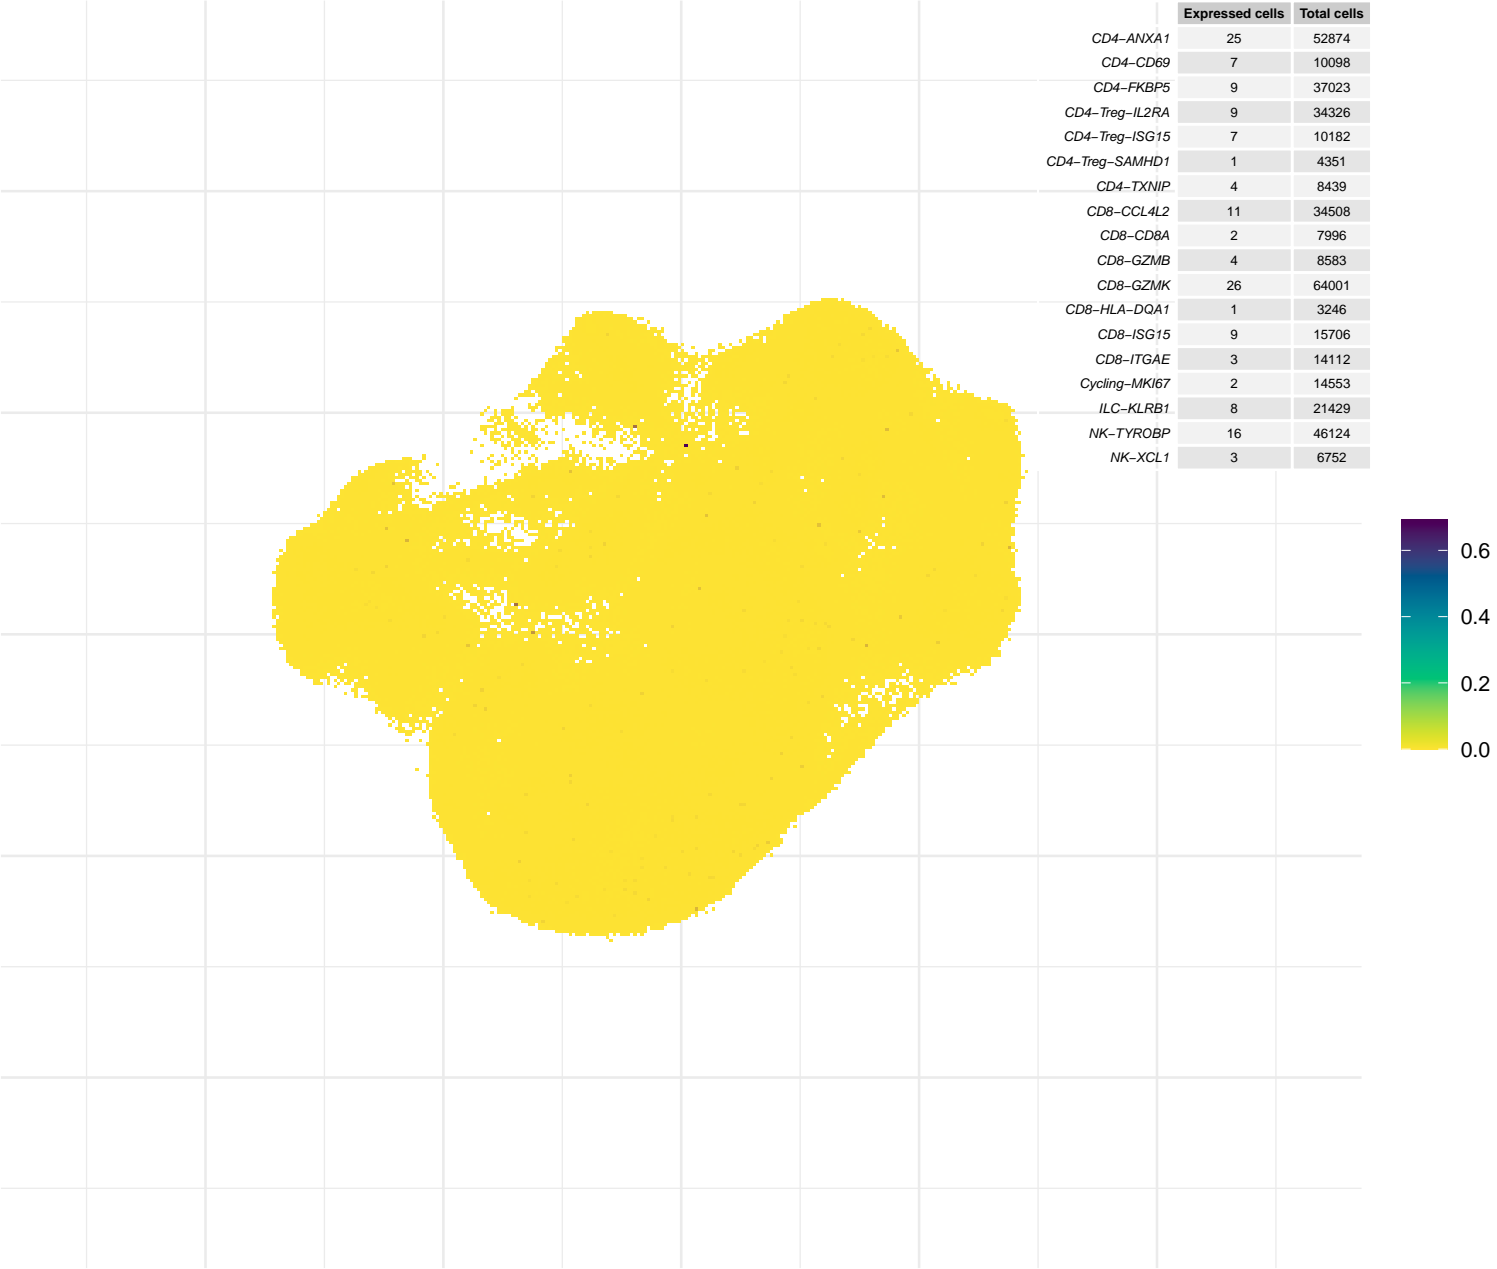 Expressed cells Total cells
CD4−ANXA1 25 52874
CD4−CD69 7 10098
CD4−FKBP5 9 37023
CD4−Treg−IL2RA 9 34326
CD4−Treg−ISG15 7 10182
CD4−Treg−SAMHD1 1 4351
CD4−TXNIP 4 8439
CD8−CCL4L2 11 34508
CD8−CD8A 2 7996
CD8−GZMB 4 8583
CD8−GZMK 26 64001
CD8−HLA−DQA1 1 3246
CD8−ISG15 9 15706
CD8−ITGAE 3 14112
Cycling−MKI67 2 14553
ILC−KLRB1 8 21429
NK−TYROBP 16 46124
NK−XCL1 3 6752
0.6
0.4
0.2
0.0